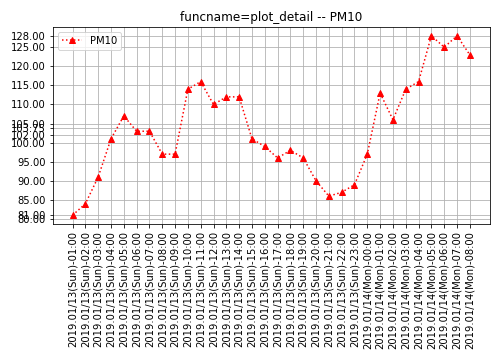 funcname=plot_detail -- PM10
PM10
128.00
125.00
120.00
115.00
110.00
105.00
102.00
100.00
95.00
90.00
85.00
81.00
80.00
2019.01/13(Sun)-01:00
2019.01/13(Sun)-02:00
2019.01/13(Sun)-03:00
2019.01/13(Sun)-04:00
2019.01/13(Sun)-05:00
2019.01/13(Sun)-06:00
2019.01/13(Sun)-07:00
2019.01/13(Sun)-08:00
2019.01/13(Sun)-09:00
2019.01/13(Sun)-10:00
2019.01/13(Sun)-11:00
2019.01/13(Sun)-12:00
2019.01/13(Sun)-13:00
2019.01/13(Sun)-14:00
2019.01/13(Sun)-15:00
2019.01/13(Sun)-16:00
2019.01/13(Sun)-17:00
2019.01/13(Sun)-18:00
2019.01/13(Sun)-19:00
2019.01/13(Sun)-20:00
2019.01/13(Sun)-21:00
2019.01/13(Sun)-22:00
2019.01/13(Sun)-23:00
2019.01/14(Mon)-00:00
2019.01/14(Mon)-01:00
2019.01/14(Mon)-02:00
2019.01/14(Mon)-03:00
2019.01/14(Mon)-04:00
2019.01/14(Mon)-05:00
2019.01/14(Mon)-06:00
2019.01/14(Mon)-07:00
2019.01/14(Mon)-08:00